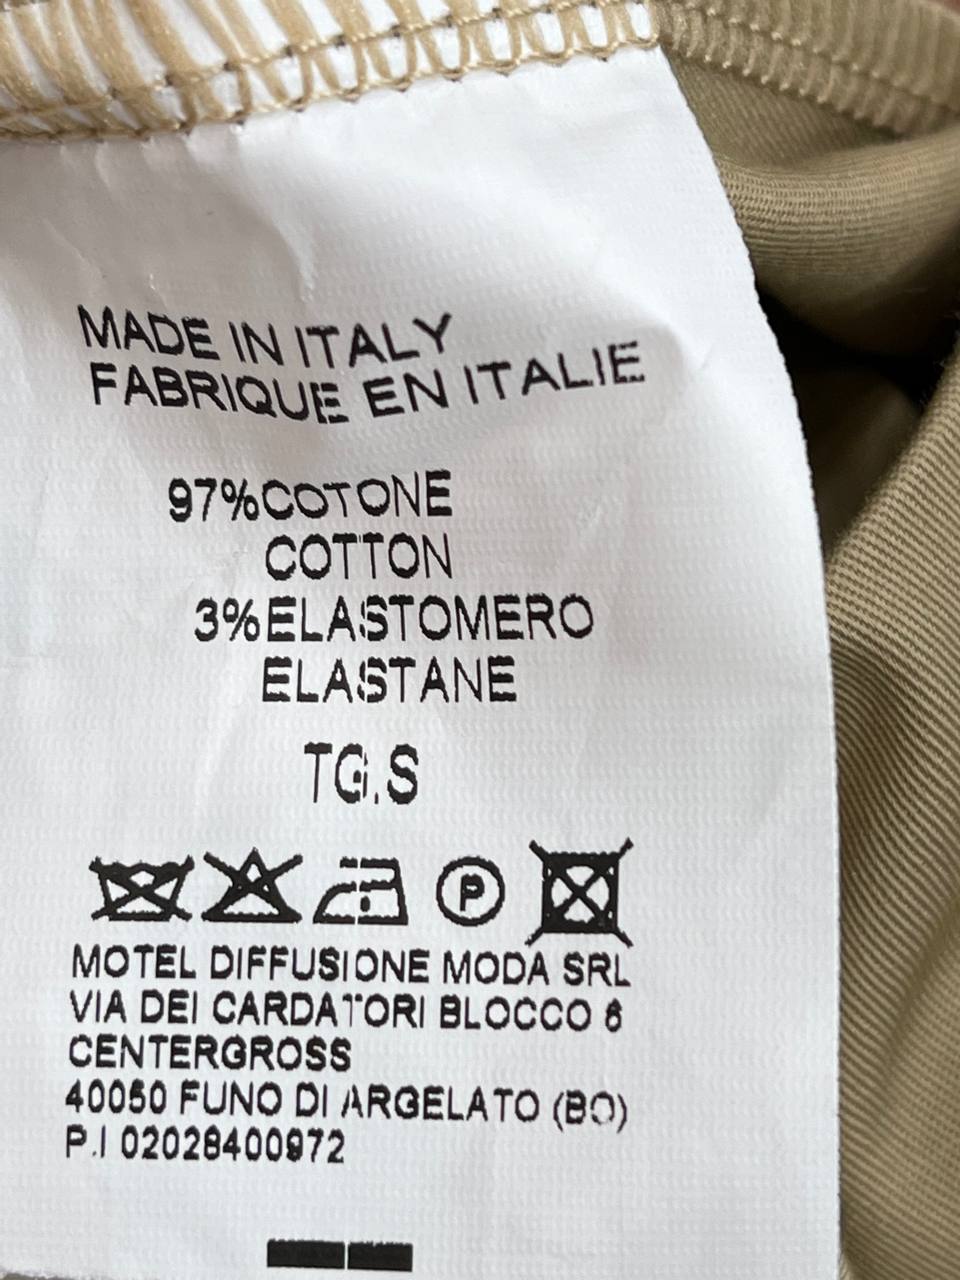 MADE IN ITALY
FABRIQUE EN ITALIE
97%COTONE
COTTON
3%ELASTOMERO
ELASTANE
TG.S
P
MOTEL DIFFUSIONE MODA SRL
VIA DEI CARDATORI BLOCCO 6
CENTERGROSS
40050 FUNO DI ARGELATO (BO)
P.I 02028400972